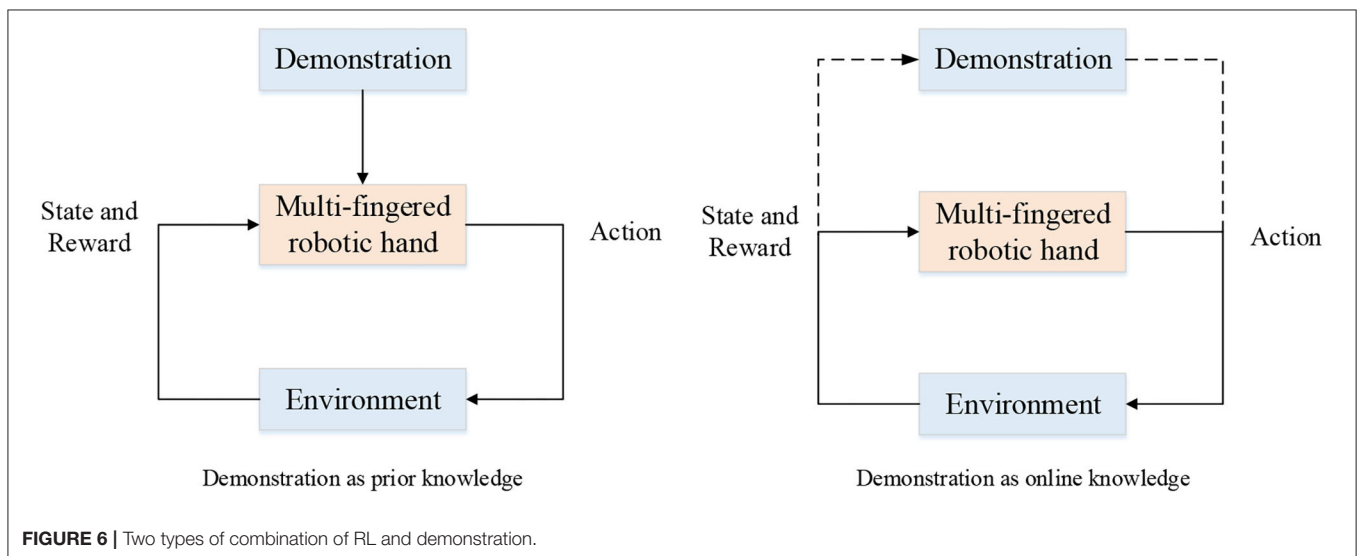 Demonstration
State and
Reward
Multi-fingered
robotic hand
Action
Environment
Demonstration as prior knowledge
Demonstration
State and
Reward
Multi-fingered
robotic hand
Action
Environment
Demonstration as online knowledge
FIGURE 6 | Two types of combination of RL and demonstration.